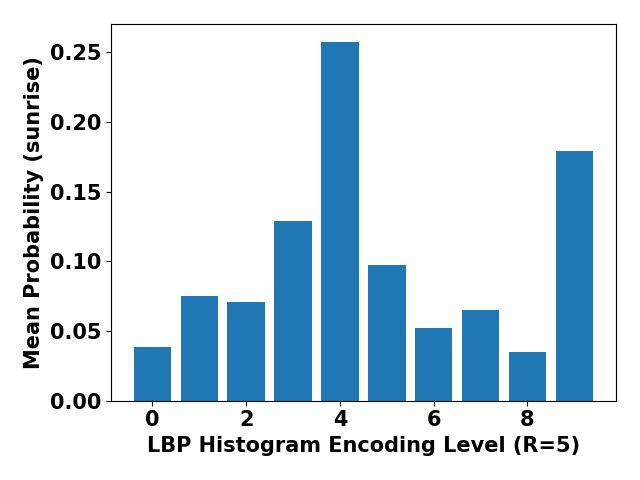 0.25
0.20
0.15
0.10
0.05
0.00
Mean Probability (sunrise)
0 2 4 6 8
LBP Histogram Encoding Level (R=5)